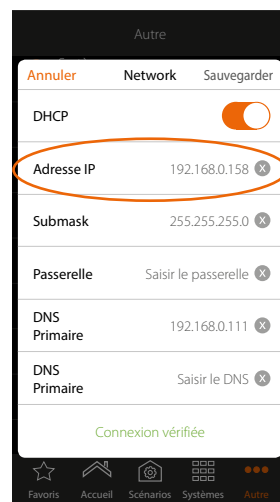 Autre
Annuler Network Sauvegarder
DHCP
Adresse IP 192.168.0.158
Submask 255.255.255.0
Passerelle Saisir le passerelle
DNS
Primaire 192.168.0.111
DNS
Primaire Saisir le DNS
Connexion vérifiée
Favoris Accueil Scénarios Systèmes Autre